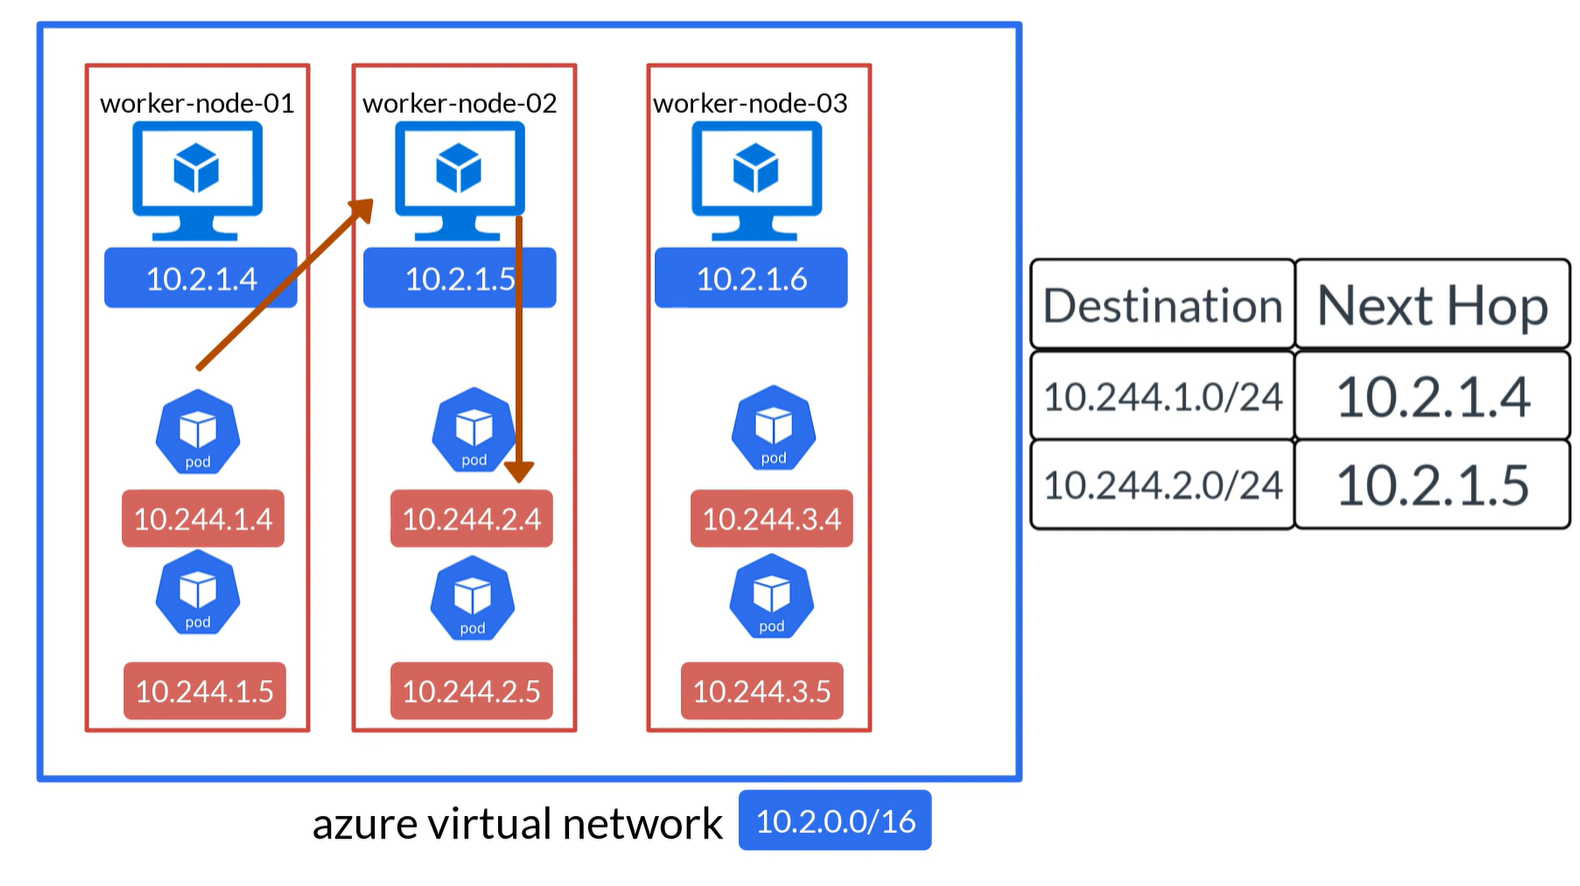 worker-node-01
worker-node-02
worker-node-03
10.2.1.4
10.2.1.5
10.2.1.6
pod
pod
pod
10.244.1.4
10.244.2.4
10.244.3.4
pod
pod
pod
10.244.1.5
10.244.2.5
10.244.3.5
azure virtual network
10.2.0.0/16
Destination
Next Hop
10.244.1.0/24
10.2.1.4
10.244.2.0/24
10.2.1.5